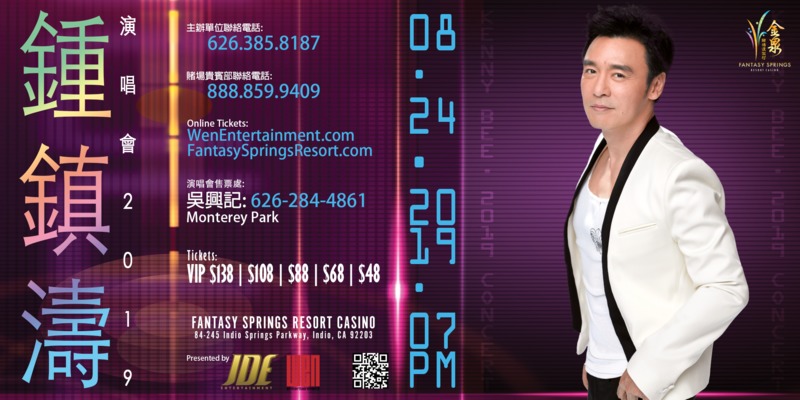 鍾鎮濤
演唱會2019
主辦單位聯絡電話:
626.385.8187
賭場貴賓部聯絡電話:
888.859.9409
Online Tickets:
WenEntertainment.com
FantasySpringsResort.com
演唱會售票處:
吳興記: 626-284-4861
Monterey Park
Tickets:
VIP $138 | $108 | $88 | $68 | $48
FANTASY SPRINGS RESORT CASINO
84-245 Indio Springs Parkway, Indio, CA 92203
Presented by
JDE
ENTERTAINMENT
WEN
08.24.2019.07PM
KENNY BEE · 2019 CONCERT
金泉
FANTASY SPRINGS
RESORT CASINO